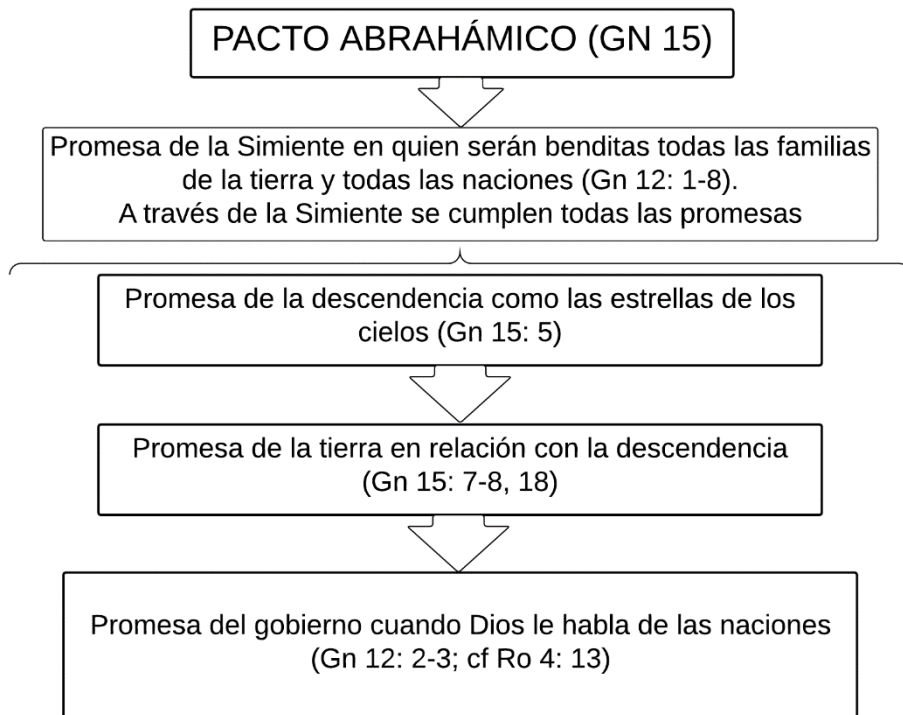 PACTO ABRAHÁMICO (GN 15)
Promesa de la Simiente en quien serán benditas todas las familias
de la tierra y todas las naciones (Gn 12: 1-8).
A través de la Simiente se cumplen todas las promesas
Promesa de la descendencia como las estrellas de los
cielos (Gn 15: 5)
Promesa de la tierra en relación con la descendencia
(Gn 15: 7-8, 18)
Promesa del gobierno cuando Dios le habla de las naciones
(Gn 12: 2-3; cf Ro 4: 13)